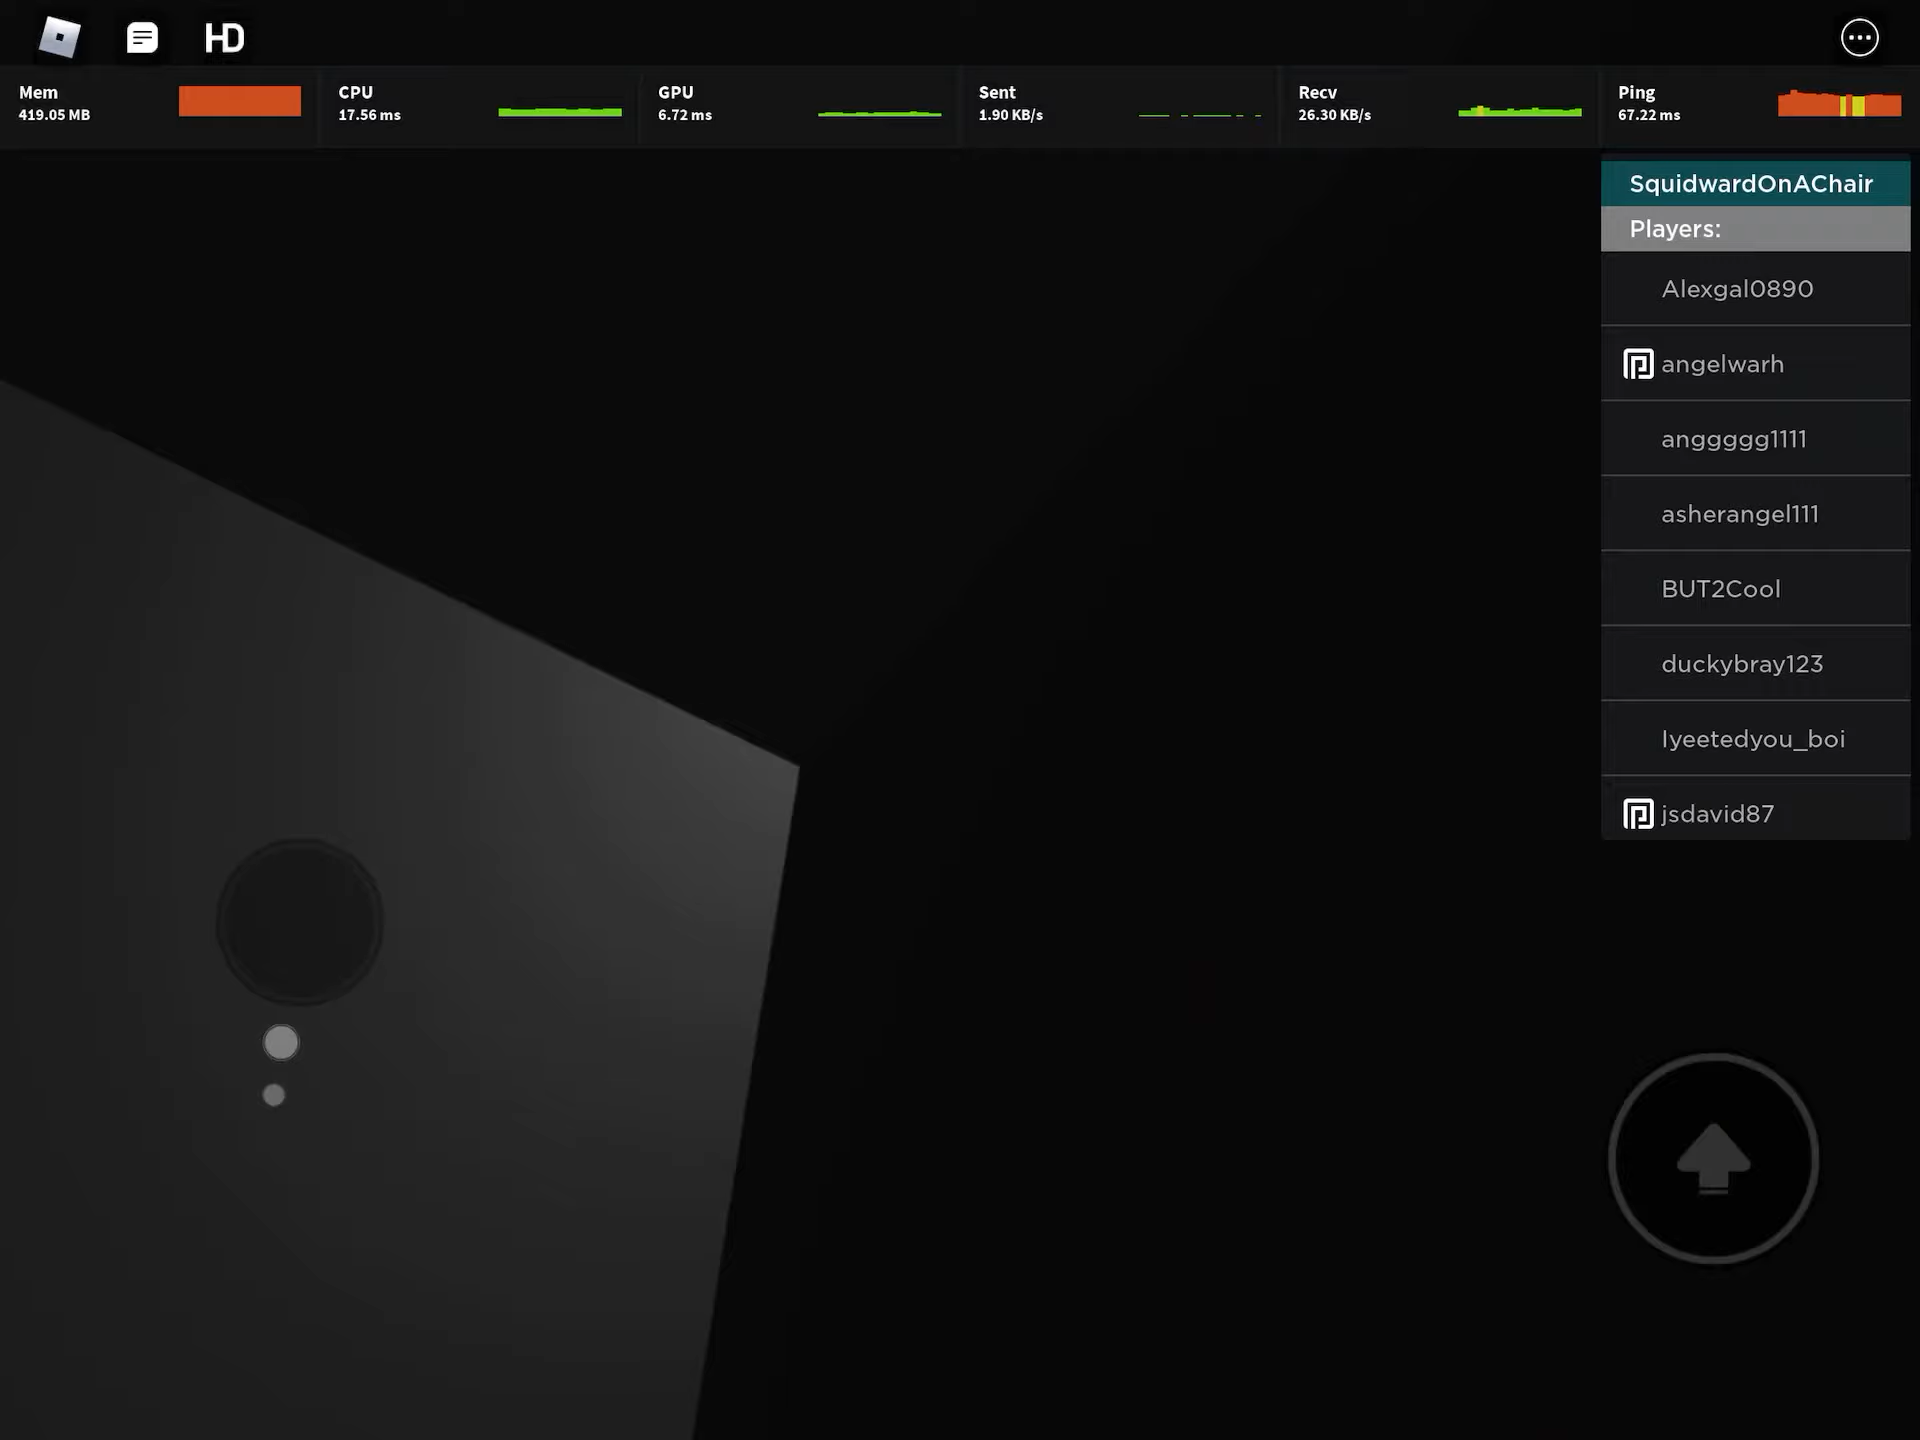 HD
Mem
419.05 MB
CPU
17.56 ms
GPU
6.72 ms
Sent
1.90 KB/s
Recv
26.30 KB/s
Ping
67.22 ms
SquidwardOnAChair
Players:
Alexgal0890
angelwarh
anggggg1111
asherangel111
BUT2Cool
duckybray123
Iyeetedyou_boi
jsdavid87